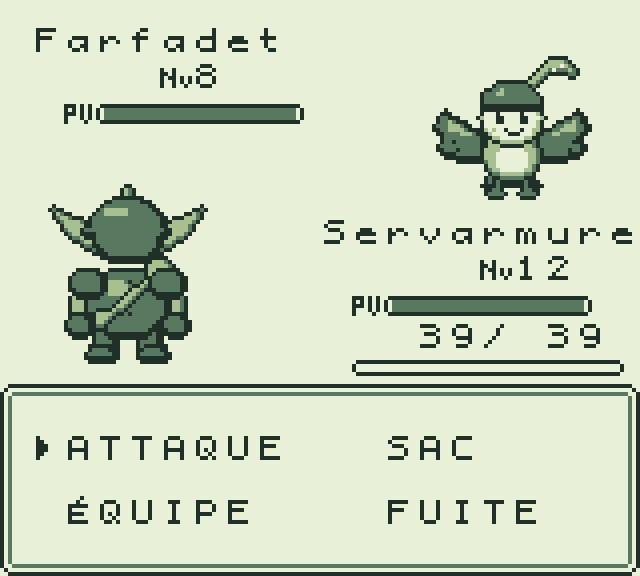 Farfadet
Nv8
PV
Servarmure
Nv12
PV
39/ 39
ATTAQUE SAC
ÉQUIPE FUITE